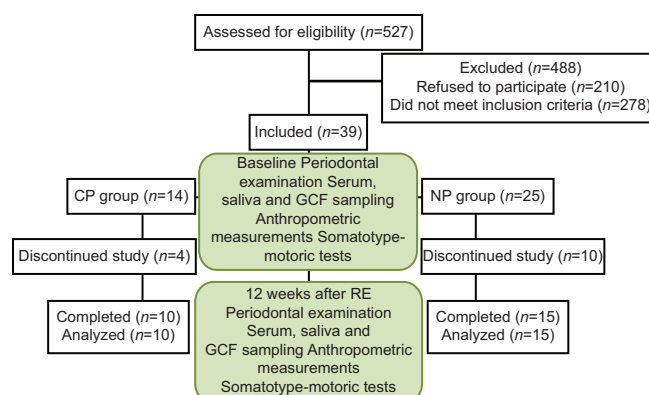 Assessed for eligibility (n=527)
Excluded (n=488)
Refused to participate (n=210)
Did not meet inclusion criteria (n=278)
Included (n=39)
CP group (n=14)
Baseline Periodontal
examination Serum,
saliva and GCF sampling
Anthropometric
measurements Somatotype-
motoric tests
NP group (n=25)
Discontinued study (n=4)
Discontinued study (n=10)
Completed (n=10)
Analyzed (n=10)
12 weeks after RE
Periodontal examination
Serum, saliva and
GCF sampling Anthropometric
measurements
Somatotype-motoric tests
Completed (n=15)
Analyzed (n=15)